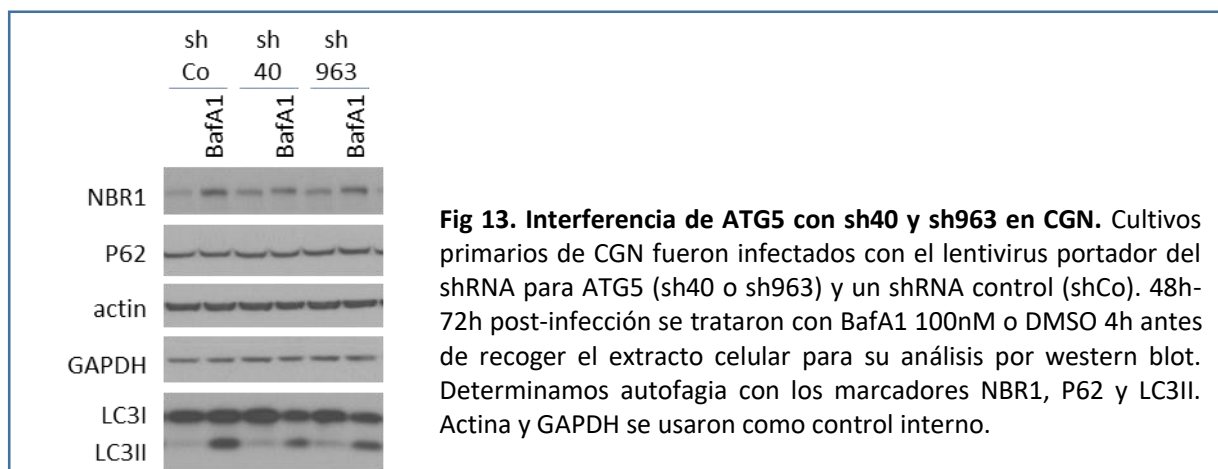 sh sh sh
Co 40 963
BafA1 BafA1 BafA1
NBR1
P62
actin
GAPDH
LC3I
LC3II
Fig 13. Interferencia de ATG5 con sh40 y sh963 en CGN. Cultivos
primarios de CGN fueron infectados con el lentivirus portador del
shRNA para ATG5 (sh40 o sh963) y un shRNA control (shCo). 48h-
72h post-infección se trataron con BafA1 100nM o DMSO 4h antes
de recoger el extracto celular para su análisis por western blot.
Determinamos autofagia con los marcadores NBR1, P62 y LC3II.
Actina y GAPDH se usaron como control interno.